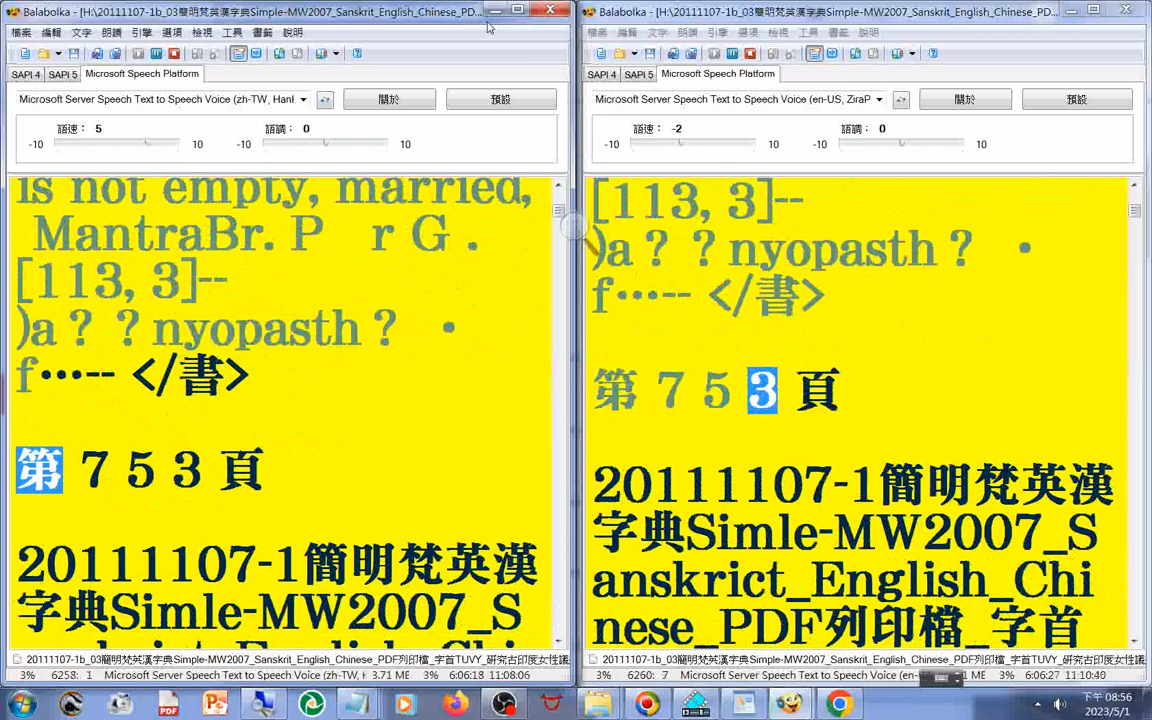 Balabolka - [H:\20111107-1b_03簡明梵英漢字典Simple-MW2007_Sanskrit_English_Chinese_PD...
檔案 編輯 文字 朗讀 引擎 選項 檢視 工具 書籤 說明
SAPI 4 SAPI 5 Microsoft Speech Platform
Microsoft Server Speech Text to Speech Voice (zh-TW, Hanl
關於 預設
語速： 5 語調： 0
-10 10 -10 10
is not empty, married,
MantraBr. P r G .
[113, 3]--
)a？？nyopasth？ •
f…-- </書>
第 7 5 3 頁
20111107-1簡明梵英漢
字典Simle-MW2007_S
20111107-1b_03簡明梵英漢字典Simple-MW2007_Sanskrit_English_Chinese_PDF列印檔_字首TUVY_研究古印度女性議
3% 6258: 1 Microsoft Server Speech Text to Speech Voice (zh-TW, H 3.71 MB 3% 6:06:18 11:08:06
Balabolka - [H:\20111107-1b_03簡明梵英漢字典Simple-MW2007_Sanskrit_English_Chinese_PD...
檔案 編輯 文字 朗讀 引擎 選項 檢視 工具 書籤 說明
SAPI 4 SAPI 5 Microsoft Speech Platform
Microsoft Server Speech Text to Speech Voice (en-US, ZiraP
關於 預設
語速： -2 語調： 0
-10 10 -10 10
[113, 3]--
)a？？nyopasth？ •
f…-- </書>
第 7 5 3 頁
20111107-1簡明梵英漢
字典Simle-MW2007_S
anskrict_English_Chi
nese_PDF列印檔_字首
20111107-1b_03簡明梵英漢字典Simple-MW2007_Sanskrit_English_Chinese_PDF列印檔_字首TUVY_研究古印度女性議
3% 6260: 7 Microsoft Server Speech Text to Speech Voice (en-US 3% 6:06:27 11:10:40
下午 08:56
2023/5/1